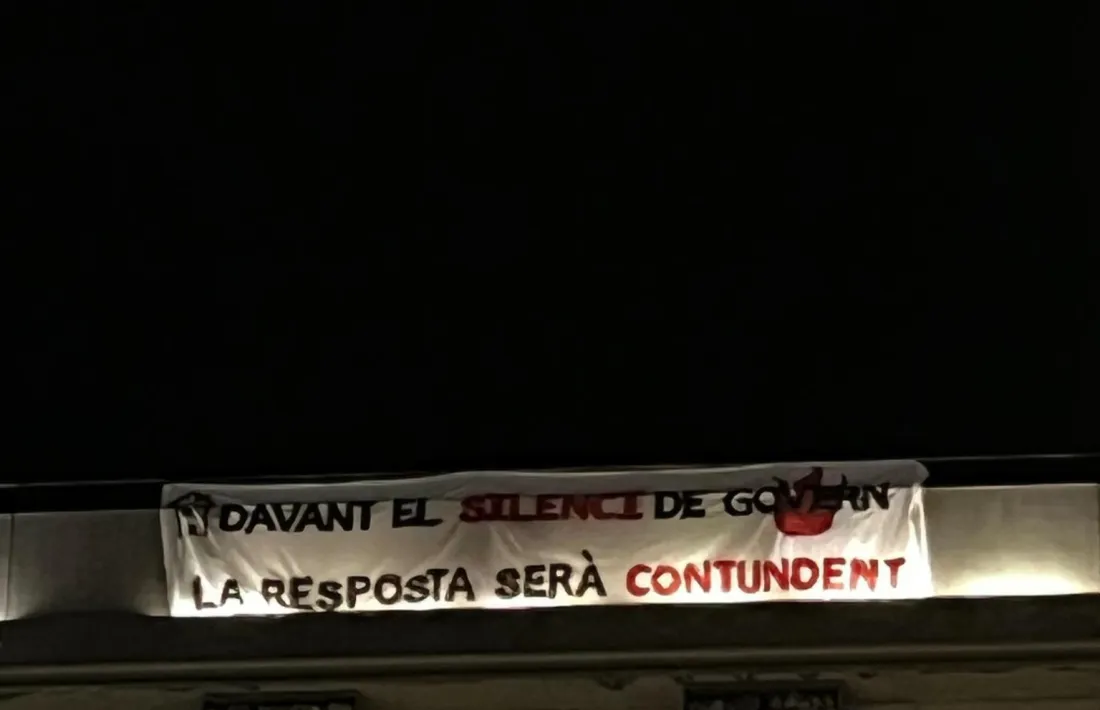 DAVANT EL SILENCI DE GOVERN
LA RESPOSTA SERÀ CONTUNDENT